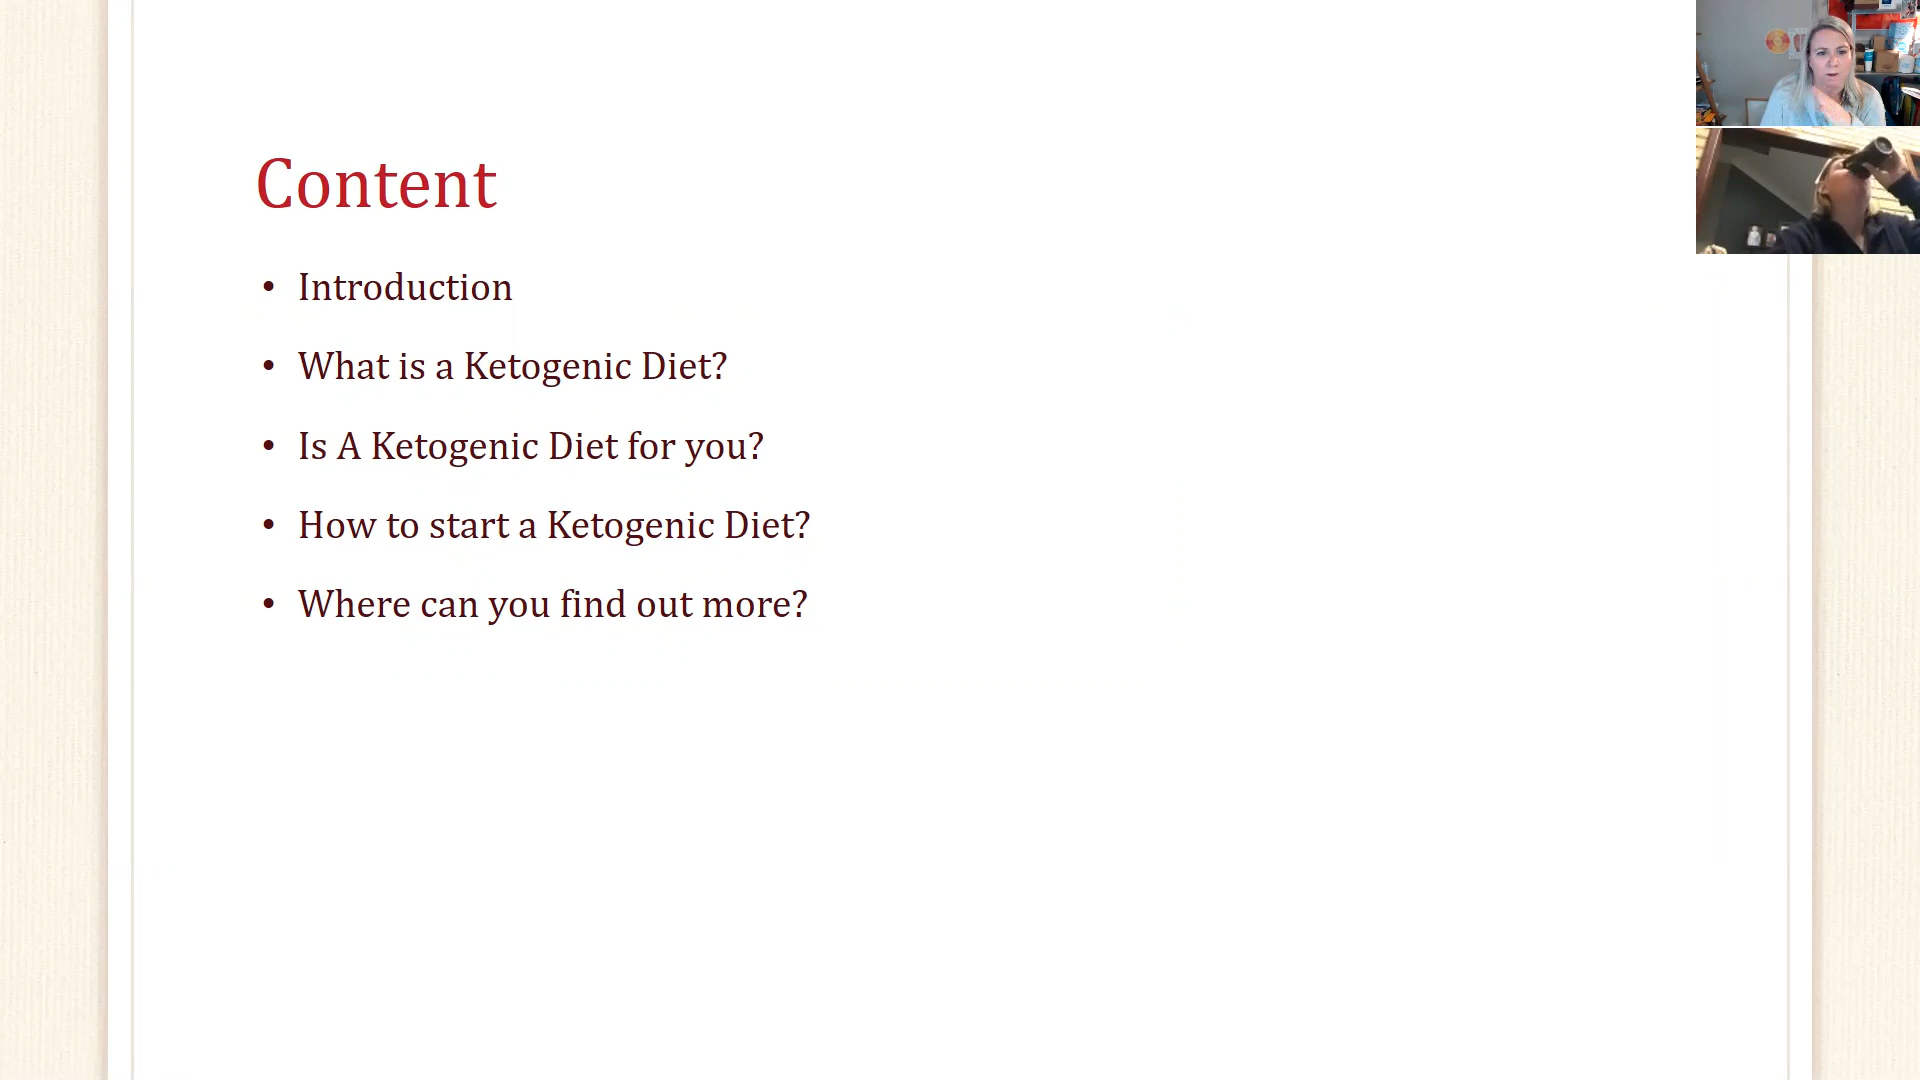 Content
• Introduction
• What is a Ketogenic Diet?
• Is A Ketogenic Diet for you?
• How to start a Ketogenic Diet?
• Where can you find out more?